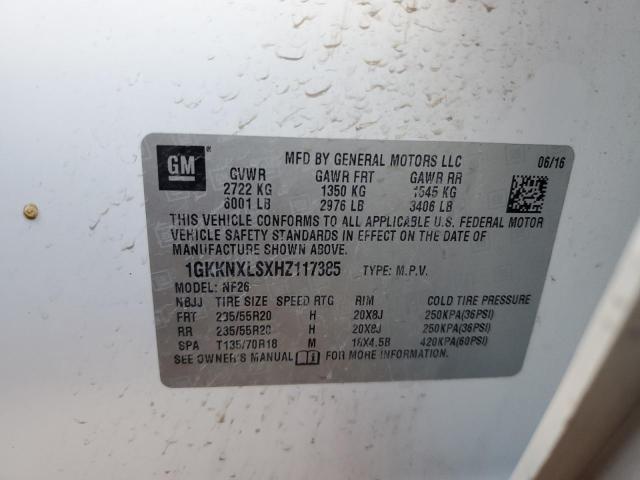 GM ® MFD BY GENERAL MOTORS LLC 06/16
GVWR GAWR FRT GAWR RR
2722 KG 1350 KG 1545 KG
6001 LB 2976 LB 3406 LB
THIS VEHICLE CONFORMS TO ALL APPLICABLE U.S. FEDERAL MOTOR
VEHICLE SAFETY STANDARDS IN EFFECT ON THE DATE OF
MANUFACTURE SHOWN ABOVE.
1GKKNXLSXHZ117385 TYPE: M.P.V.
MODEL: NF26
NBJJ TIRE SIZE SPEED RTG RIM COLD TIRE PRESSURE
FRT 235/55R20 H 20X8J 250KPA(36PSI)
RR 235/55R20 H 20X8J 250KPA(36PSI)
SPA T135/70R18 M 18X4.5B 420KPA(60PSI)
SEE OWNER'S MANUAL FOR MORE INFORMATION.